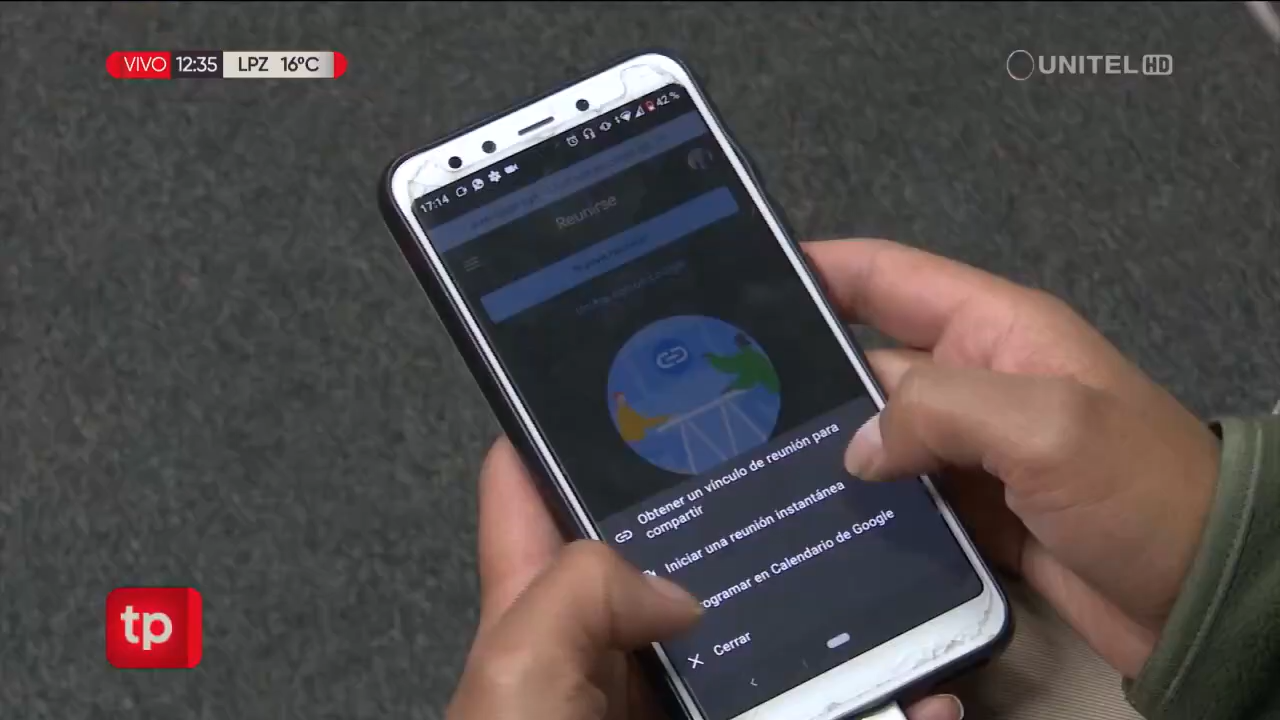 VIVO 12:35 LPZ 16°C
UNITEL HD
17:14
42 %
Reunirse
Obtener un vínculo de reunión para
compartir
Iniciar una reunión instantánea
ogramar en Calendario de Google
Cerrar
tp